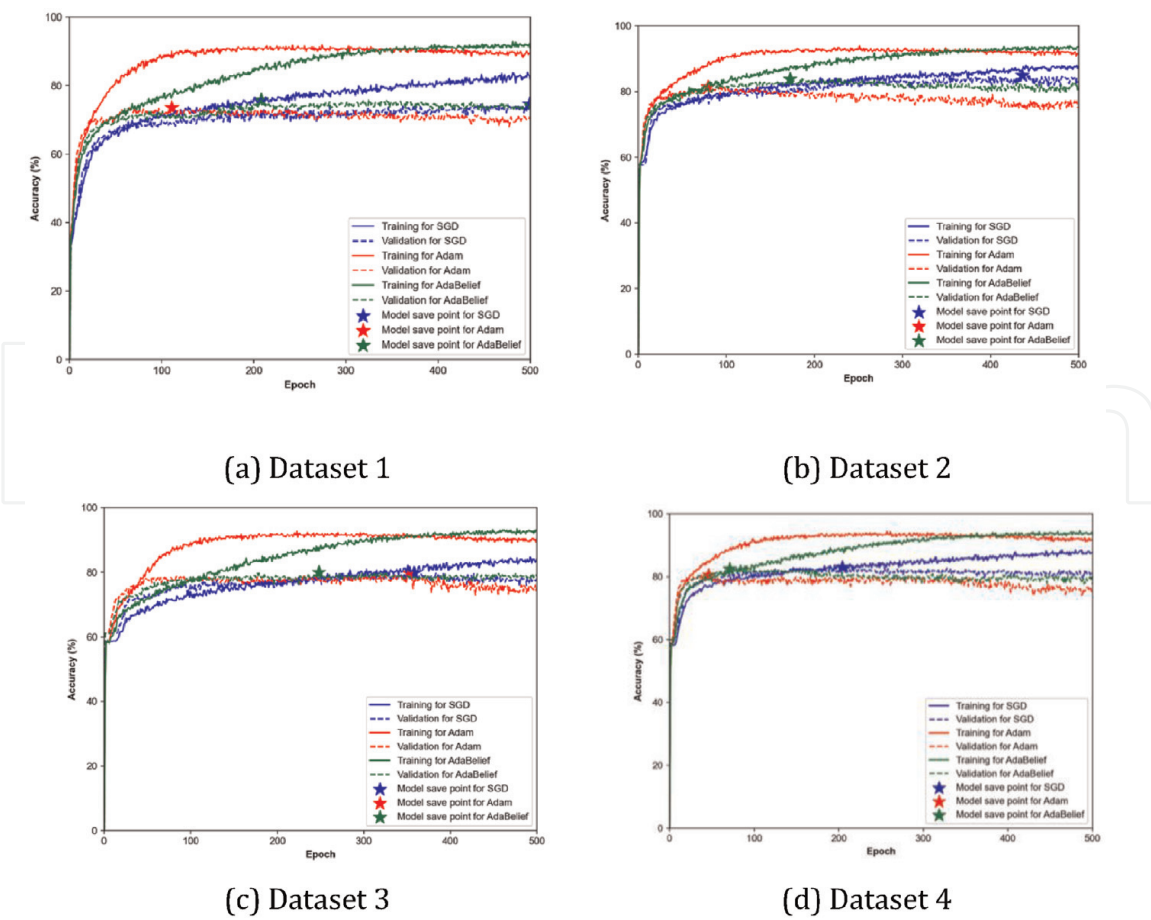 100
80
60
40
20
0
Accuracy (%)
0 100 200 300 400 500
Epoch
Training for SGD
Validation for SGD
Training for Adam
Validation for Adam
Training for AdaBelief
Validation for AdaBelief
Model save point for SGD
Model save point for Adam
Model save point for AdaBelief
(a) Dataset 1
100
80
60
40
20
0
Accuracy (%)
0 100 200 300 400 500
Epoch
Training for SGD
Validation for SGD
Training for Adam
Validation for Adam
Training for AdaBelief
Validation for AdaBelief
Model save point for SGD
Model save point for Adam
Model save point for AdaBelief
(b) Dataset 2
100
80
60
40
20
0
Accuracy (%)
0 100 200 300 400 500
Epoch
Training for SGD
Validation for SGD
Training for Adam
Validation for Adam
Training for AdaBelief
Validation for AdaBelief
Model save point for SGD
Model save point for Adam
Model save point for AdaBelief
(c) Dataset 3
100
80
60
40
20
0
Accuracy (%)
0 100 200 300 400 500
Epoch
Training for SGD
Validation for SGD
Training for Adam
Validation for Adam
Training for AdaBelief
Validation for AdaBelief
Model save point for SGD
Model save point for Adam
Model save point for AdaBelief
(d) Dataset 4